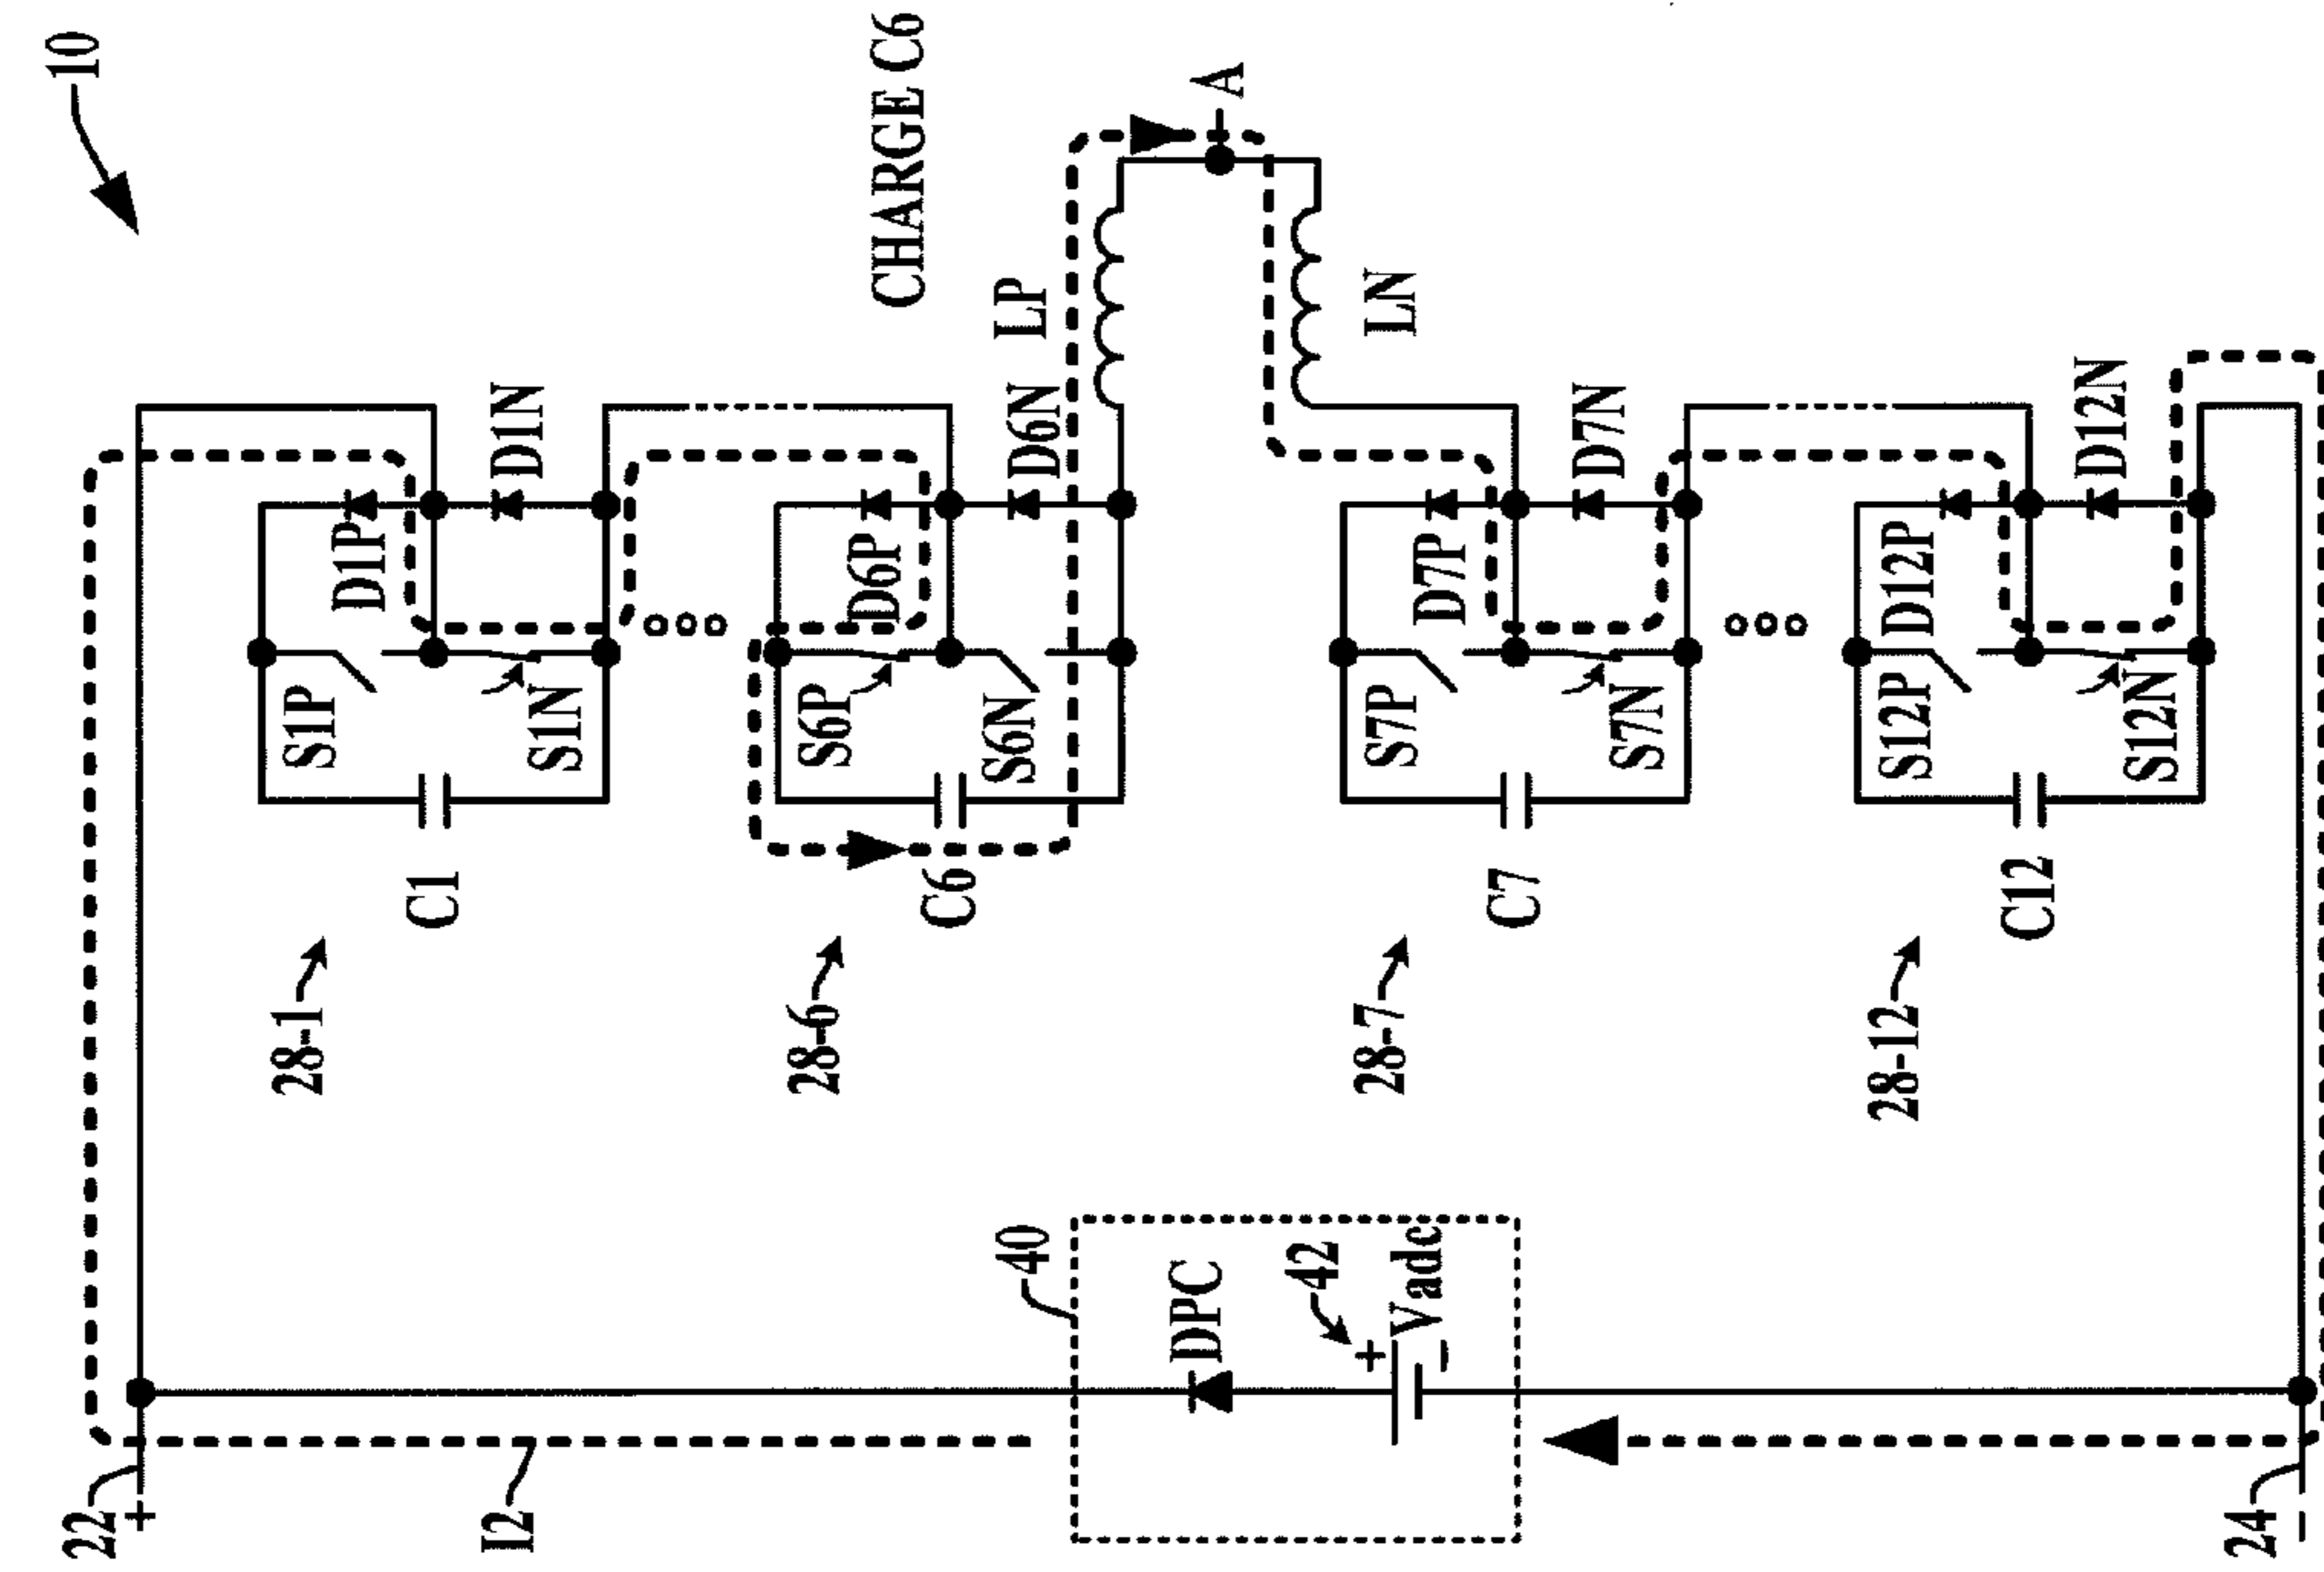 10
CHARGE C6
A
LP
LN
D1N
D6N
D7N
D12N
D1P
D6P
D7P
D12P
S1P
S1N
S6P
S6N
S7P
S7N
S12P
S12N
C1
C6
C7
C12
28-1
28-6
28-7
28-12
40
DPC
42
+
Vadc
−
22
+
I2
24
−